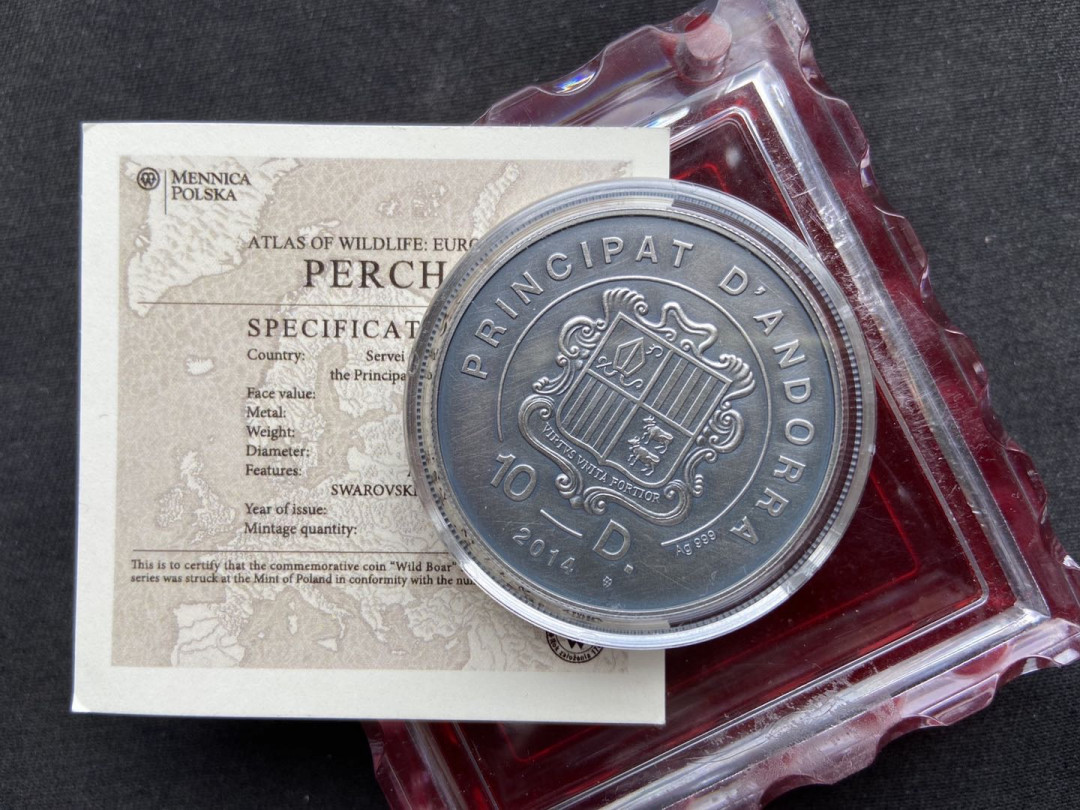 MENNICA
POLSKA
ATLAS OF WILDLIFE: EURO
PERCH
SPECIFICAT
Country: Servei
the Principa
Face value:
Metal:
Weight:
Diameter:
Features:
SWAROVSKI
Year of issue:
Mintage quantity:
This is to certify that the commemorative coin "Wild Boar"
series was struck at the Mint of Poland in conformity with the
PRINCIPAT D'ANDORRA
VIRTVS VNITA FORTIOR
10 D.
2014
Ag 999